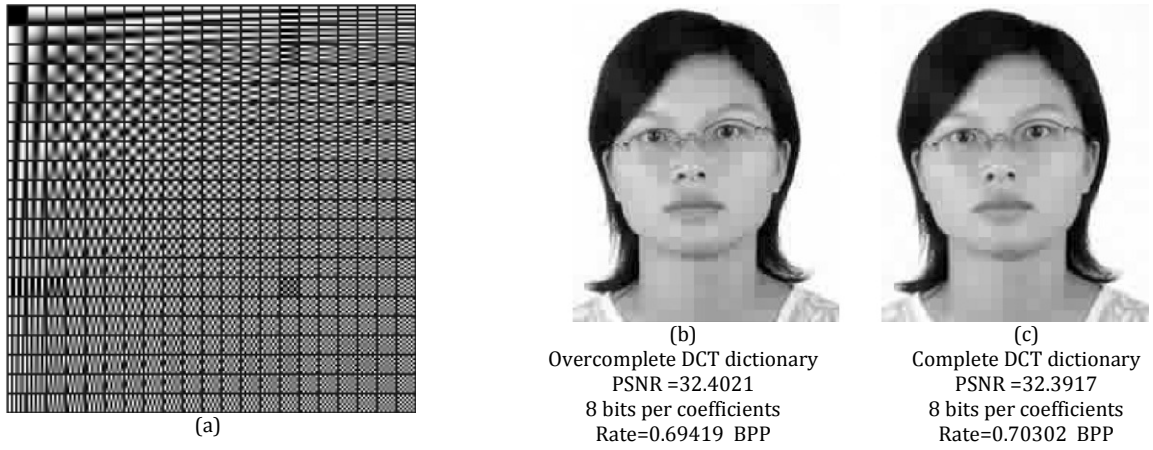 (a)
(b)
Overcomplete DCT dictionary
PSNR =32.4021
8 bits per coefficients
Rate=0.69419 BPP
(c)
Complete DCT dictionary
PSNR =32.3917
8 bits per coefficients
Rate=0.70302 BPP